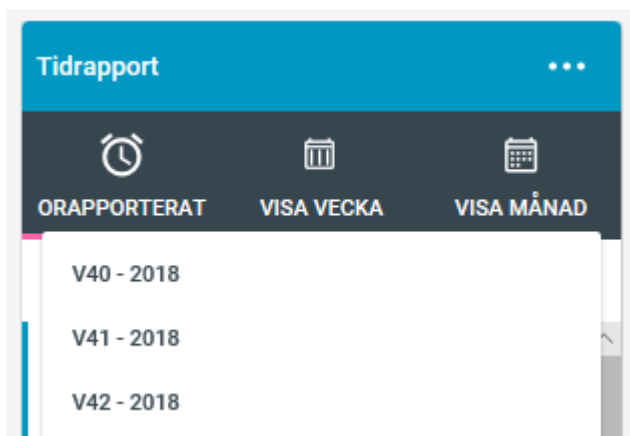 Tidrapport
ORAPPORTERAT VISA VECKA VISA MÅNAD
V40 - 2018
V41 - 2018
V42 - 2018